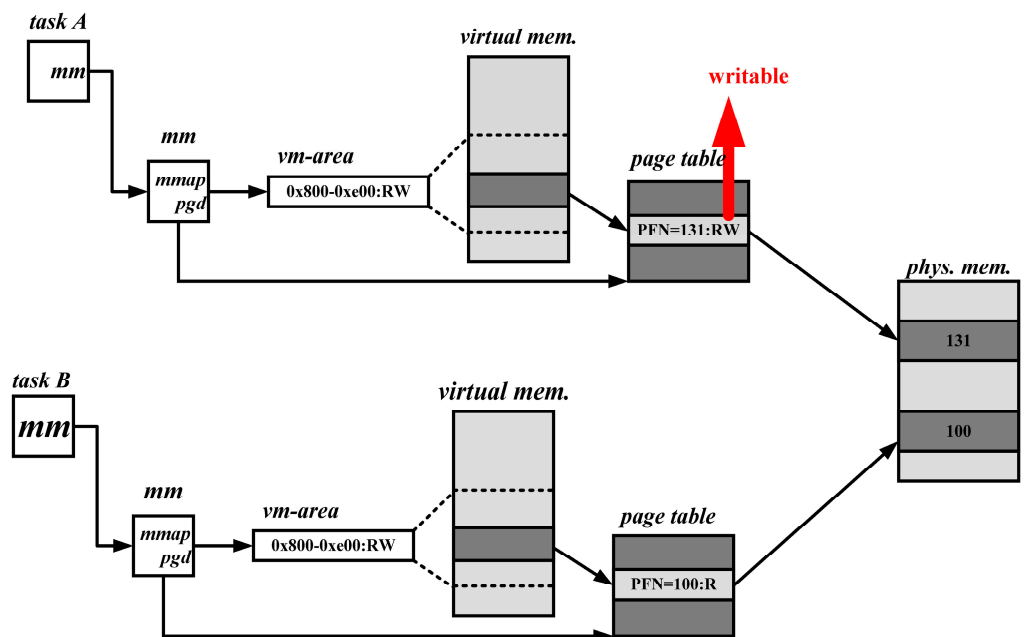 task A
mm
mm
mmap
pgd
vm-area
0x800-0xe00:RW
virtual mem.
writable
page table
PFN=131:RW
phys. mem.
131
100
task B
mm
mm
mmap
pgd
vm-area
0x800-0xe00:RW
virtual mem.
page table
PFN=100:R